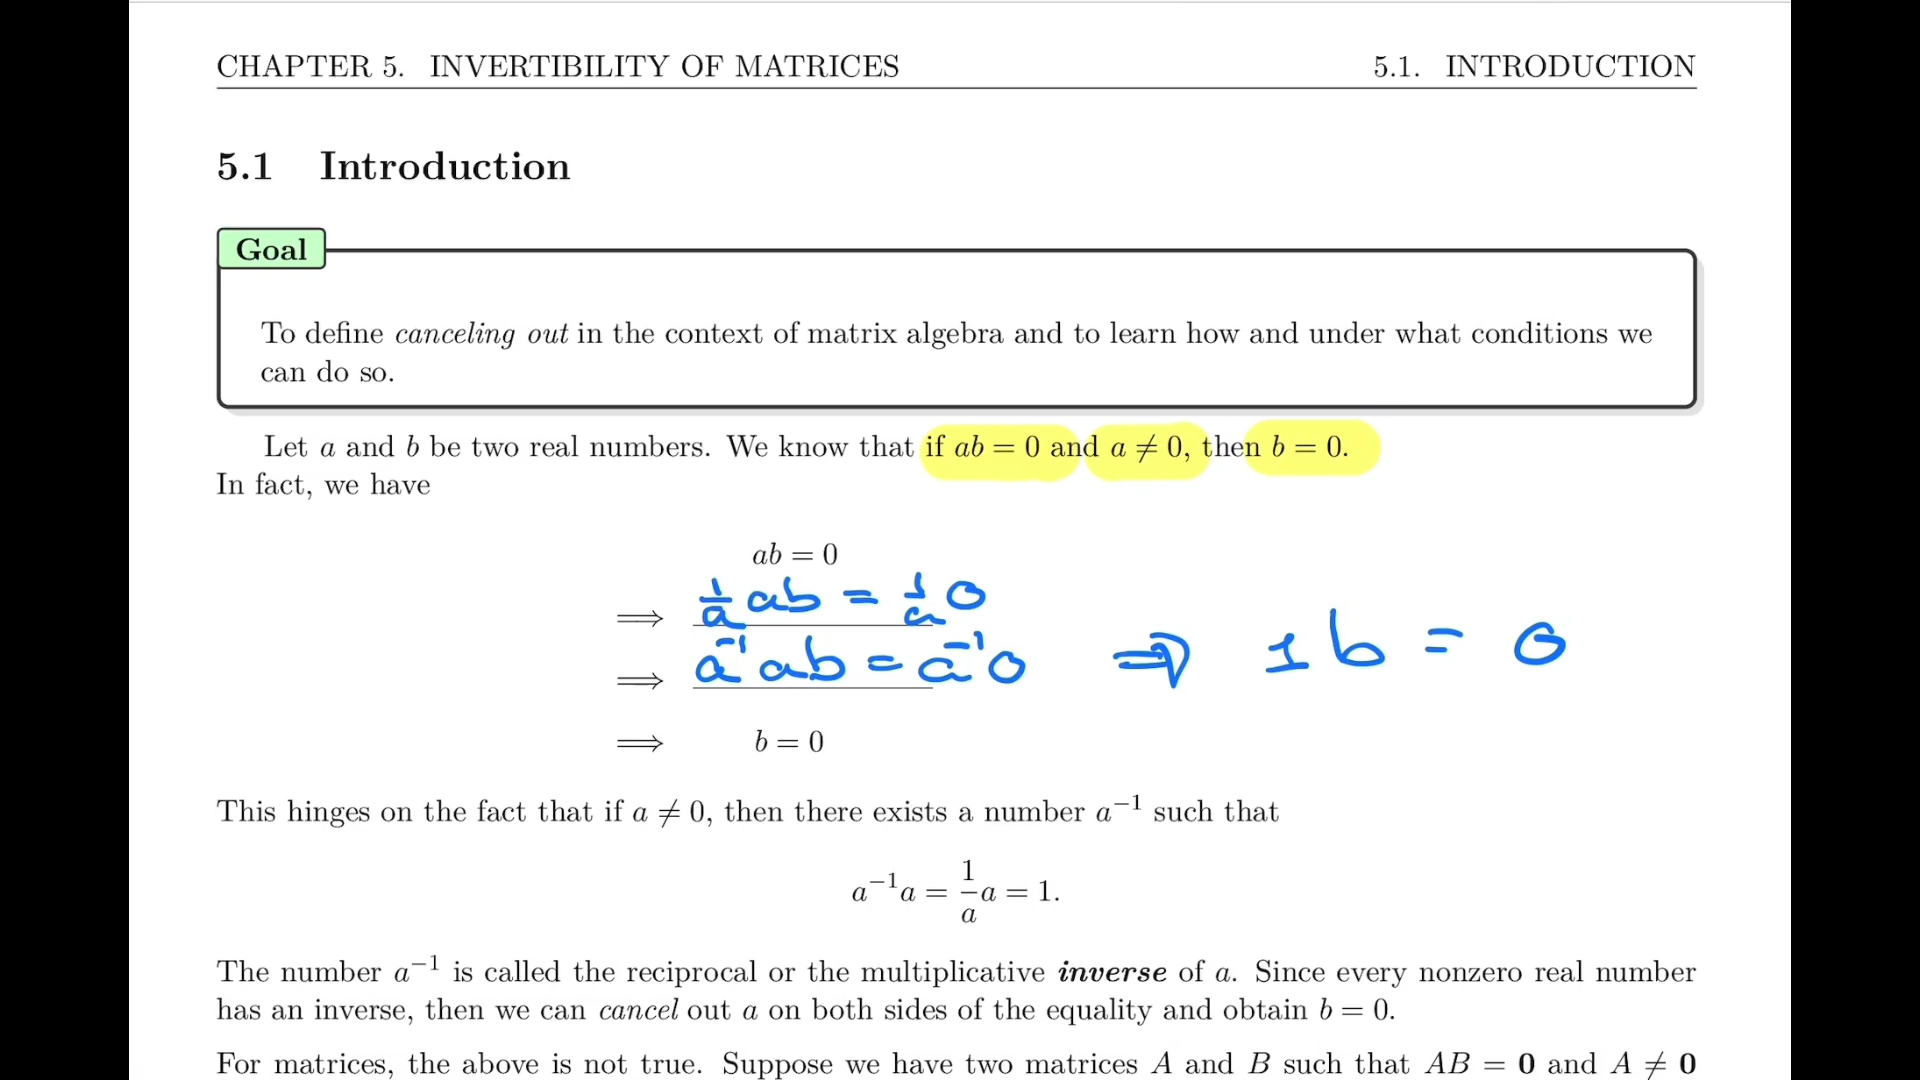 CHAPTER 5. INVERTIBILITY OF MATRICES 5.1. INTRODUCTION
5.1 Introduction
Goal
To define canceling out in the context of matrix algebra and to learn how and under what conditions we
can do so.
Let a and b be two real numbers. We know that if ab = 0 and a ≠ 0, then b = 0.
In fact, we have
ab = 0
⟹ 1/a ab = 1/a 0
⟹ a⁻¹ ab = a⁻¹ 0 ⟹ 1 b = 0
⟹ b = 0
This hinges on the fact that if a ≠ 0, then there exists a number a⁻¹ such that
a⁻¹a = 1/a a = 1.
The number a⁻¹ is called the reciprocal or the multiplicative inverse of a. Since every nonzero real number
has an inverse, then we can cancel out a on both sides of the equality and obtain b = 0.
For matrices, the above is not true. Suppose we have two matrices A and B such that AB = 0 and A ≠ 0